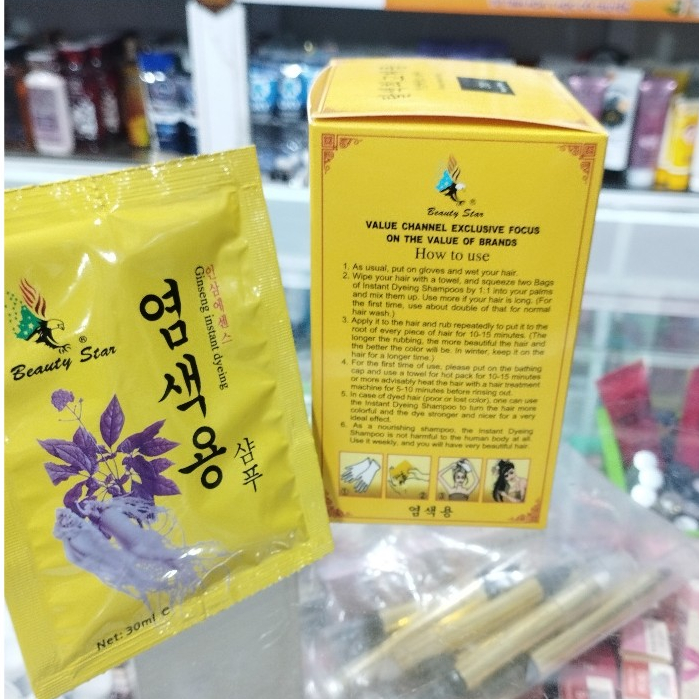 Beauty Star
인삼에센스
Ginseng instant dyeing
염색용
샴푸
Net: 30ml e
Beauty Star
VALUE CHANNEL EXCLUSIVE FOCUS
ON THE VALUE OF BRANDS
How to use
1. As usual, put on gloves and wet your hair.
2. Wipe your hair with a towel, and squeeze two Bags
of Instant Dyeing Shampoos by 1:1 into your palms
and mix them up. Use more if your hair is long. (For
the first time, use about double of that for normal
hair wash.)
3. Apply it to the hair and rub repeatedly to put it to the
root of every piece of hair for 10-15 minutes. (The
longer the rubbing, the more beautiful the hair and
the better the color will be. In winter, keep it on the
hair for a longer time.)
4. For the first time of use, please put on the bathing
cap and use a towel for hot pack for 10-15 minutes
or more advisably heat the hair with a hair treatment
machine for 5-10 minutes before rinsing out.
5. In case of dyed hair (poor or lost color), one can use
the Instant Dyeing Shampoo to turn the hair more
colorful and the dye stronger and nicer for a very
ideal effect.
6. As a nourishing shampoo, the Instant Dyeing
Shampoo is not harmful to the human body at all.
Use it weekly, and you will have very beautiful hair.
염색용